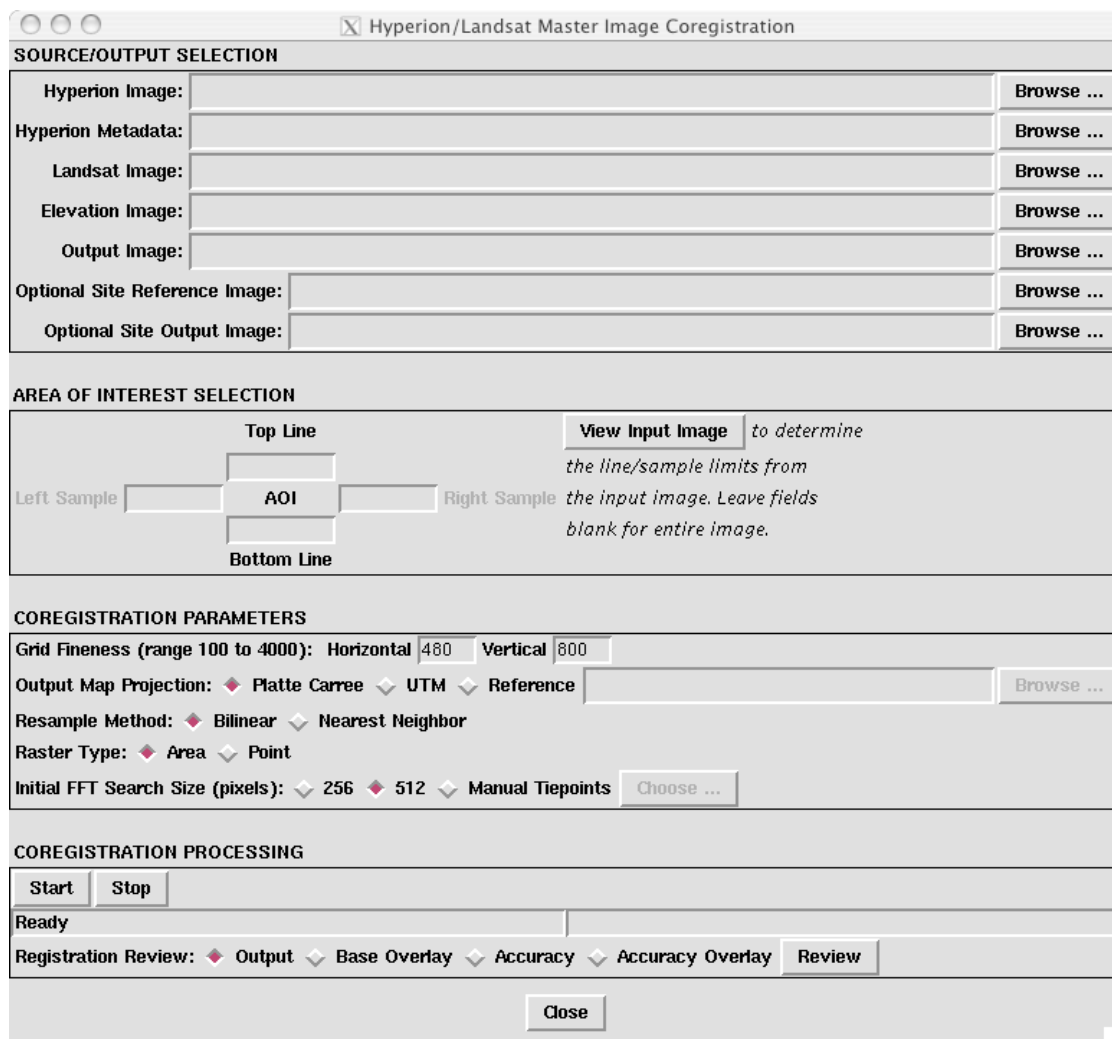 Hyperion/Landsat Master Image Coregistration
SOURCE/OUTPUT SELECTION
Hyperion Image: Browse ...
Hyperion Metadata: Browse ...
Landsat Image: Browse ...
Elevation Image: Browse ...
Output Image: Browse ...
Optional Site Reference Image: Browse ...
Optional Site Output Image: Browse ...
AREA OF INTEREST SELECTION
Top Line View Input Image to determine
the line/sample limits from
Left Sample AOI Right Sample the input image. Leave fields
blank for entire image.
Bottom Line
COREGISTRATION PARAMETERS
Grid Fineness (range 100 to 4000): Horizontal 480 Vertical 800
Output Map Projection: Platte Carree UTM Reference Browse ...
Resample Method: Bilinear Nearest Neighbor
Raster Type: Area Point
Initial FFT Search Size (pixels): 256 512 Manual Tiepoints Choose ...
COREGISTRATION PROCESSING
Start Stop
Ready
Registration Review: Output Base Overlay Accuracy Accuracy Overlay Review
Close